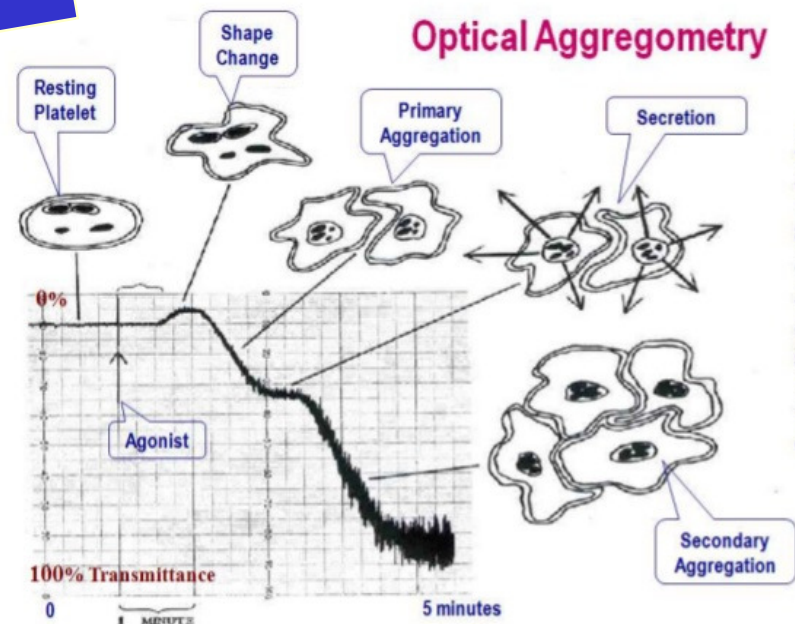 Optical Aggregometry
Shape
Change
Resting
Platelet
Primary
Aggregation
Secretion
0%
Agonist
Secondary
Aggregation
100% Transmittance
0
5 minutes
1 MINUTE